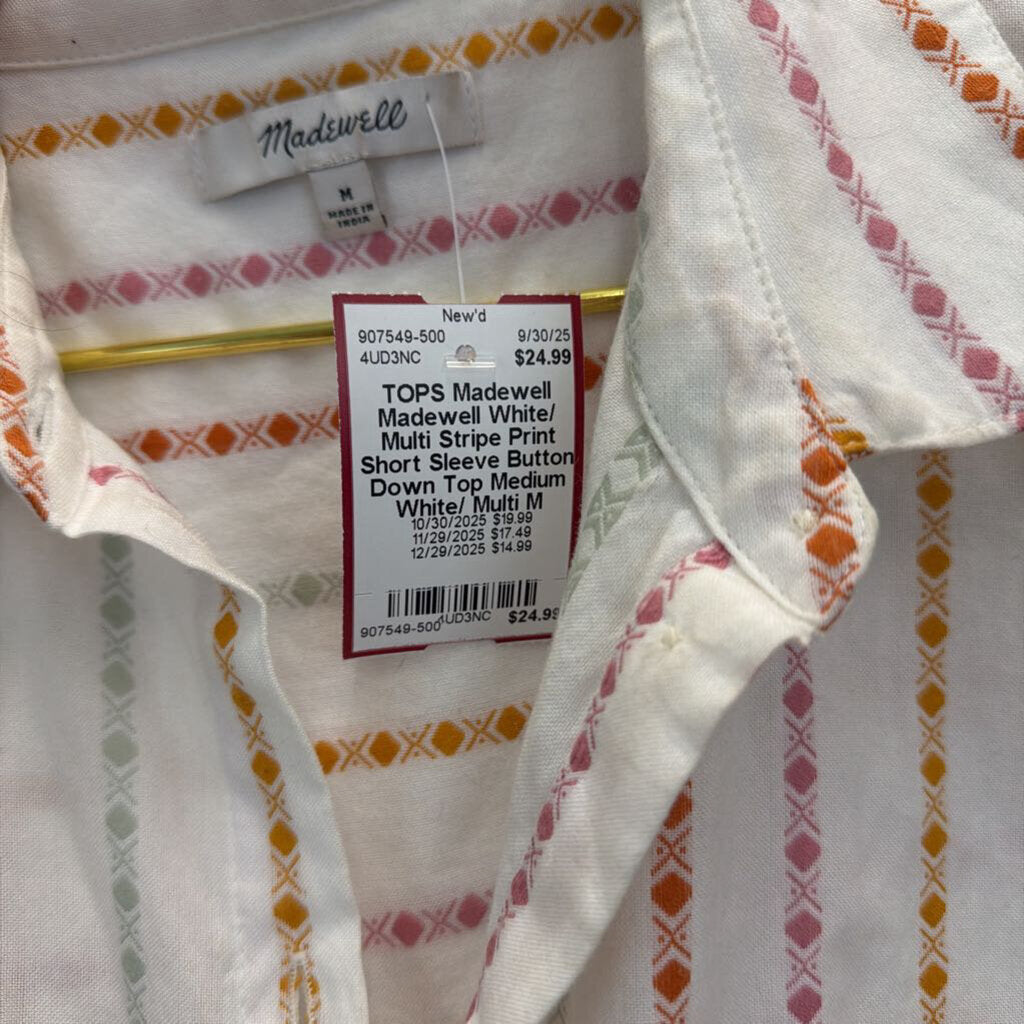 Madewell
M
MADE IN
INDIA
New'd
907549-500 9/30/25
4UD3NC $24.99
TOPS Madewell
Madewell White/
Multi Stripe Print
Short Sleeve Button
Down Top Medium
White/ Multi M
10/30/2025 $19.99
11/29/2025 $17.49
12/29/2025 $14.99
907549-500 4UD3NC $24.99